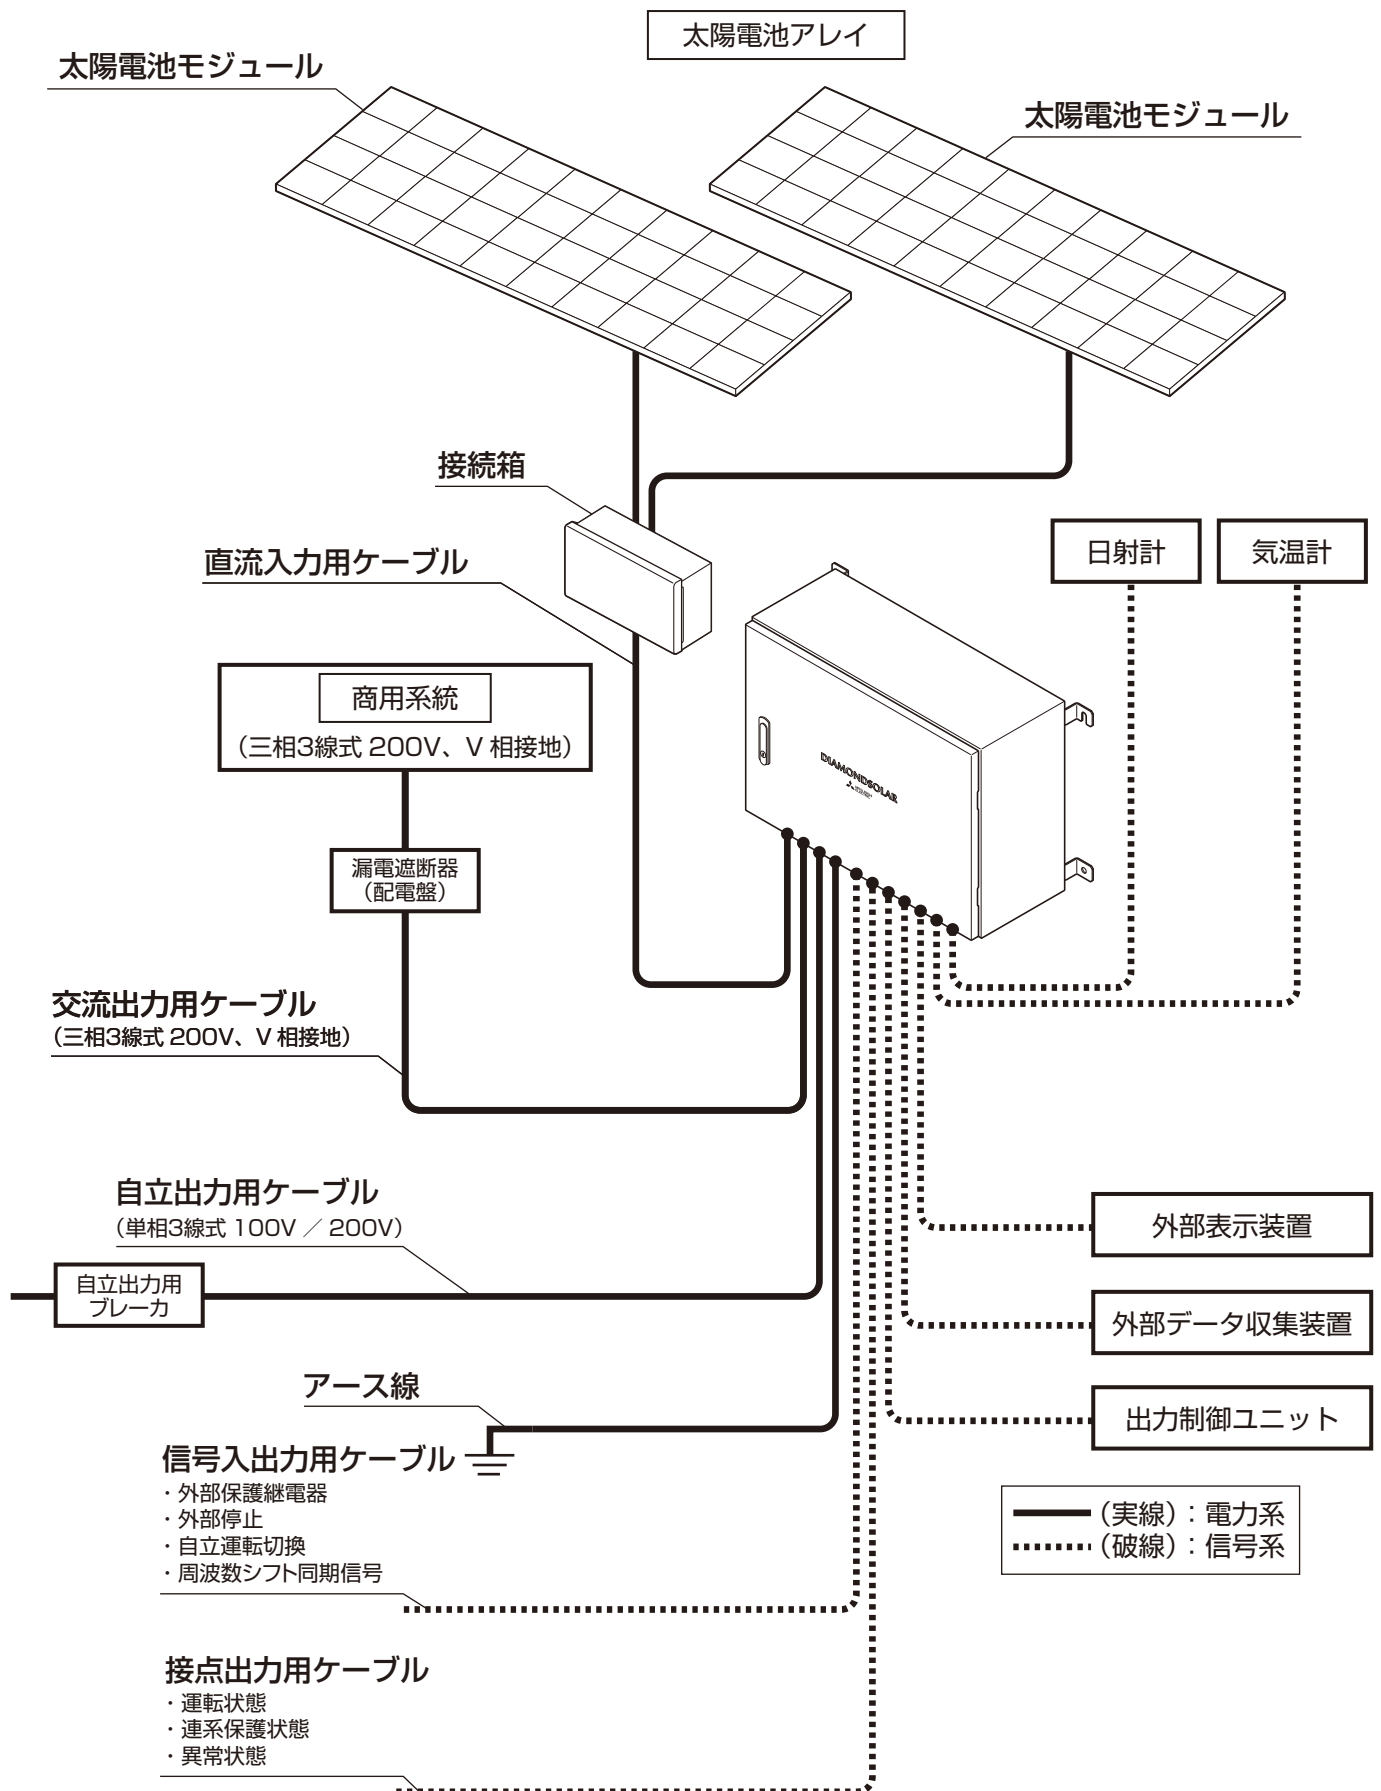 太陽電池アレイ
太陽電池モジュール
太陽電池モジュール
接続箱
直流入力用ケーブル
日射計
気温計
商用系統
（三相3線式 200V、V 相接地）
DIAMONDSOLAR
漏電遮断器
（配電盤）
交流出力用ケーブル
（三相3線式 200V、V 相接地）
自立出力用ケーブル
（単相3線式 100V ／ 200V）
自立出力用
ブレーカ
外部表示装置
外部データ収集装置
アース線
出力制御ユニット
信号入出力用ケーブル
・外部保護継電器
・外部停止
・自立運転切換
・周波数シフト同期信号
（実線）：電力系
（破線）：信号系
接点出力用ケーブル
・運転状態
・連系保護状態
・異常状態